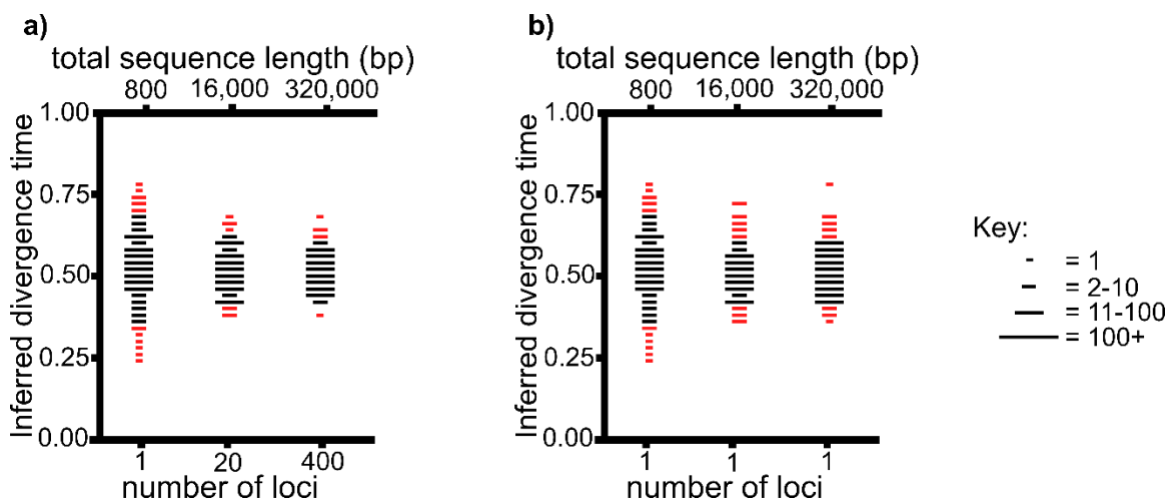 a)
total sequence length (bp)
800 16,000 320,000
Inferred divergence time
1.00
0.75
0.50
0.25
0.00
1 20 400
number of loci
b)
total sequence length (bp)
800 16,000 320,000
Inferred divergence time
1.00
0.75
0.50
0.25
0.00
1 1 1
number of loci
Key:
= 1
= 2-10
= 11-100
= 100+